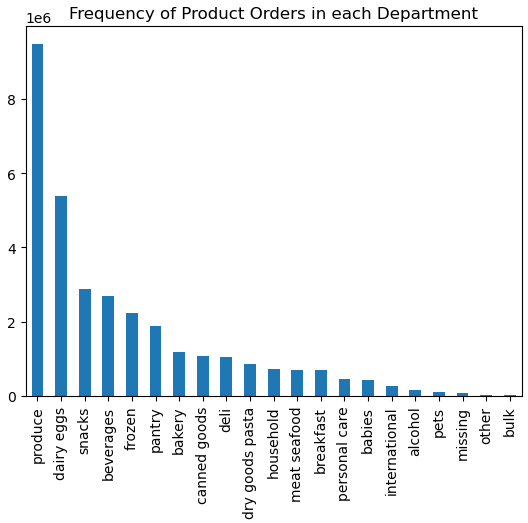 Frequency of Product Orders in each Department
1e6
8
6
4
2
0
produce
dairy eggs
snacks
beverages
frozen
pantry
bakery
canned goods
deli
dry goods pasta
household
meat seafood
breakfast
personal care
babies
international
alcohol
pets
missing
other
bulk